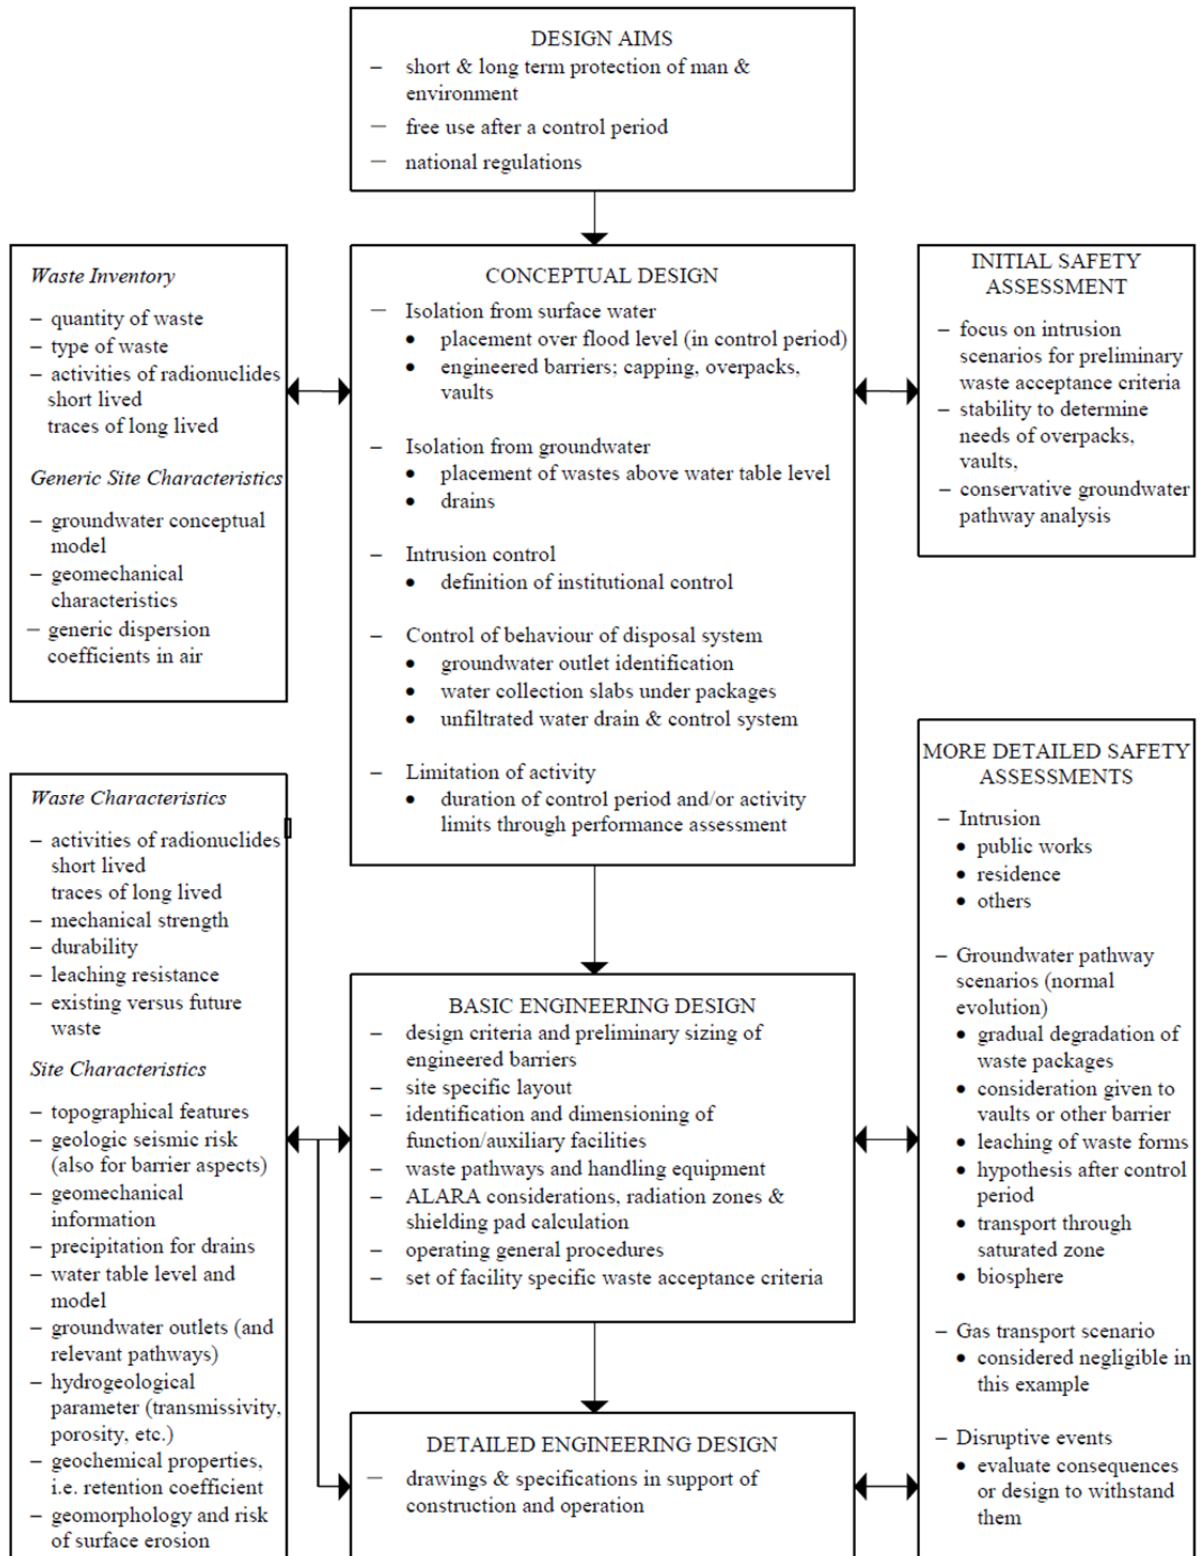 DESIGN AIMS
– short & long term protection of man &
environment
– free use after a control period
– national regulations
Waste Inventory
– quantity of waste
– type of waste
– activities of radionuclides
short lived
traces of long lived
Generic Site Characteristics
– groundwater conceptual
model
– geomechanical
characteristics
– generic dispersion
coefficients in air
CONCEPTUAL DESIGN
– Isolation from surface water
• placement over flood level (in control period)
• engineered barriers; capping, overpacks,
vaults
– Isolation from groundwater
• placement of wastes above water table level
• drains
– Intrusion control
• definition of institutional control
– Control of behaviour of disposal system
• groundwater outlet identification
• water collection slabs under packages
• unfiltrated water drain & control system
– Limitation of activity
• duration of control period and/or activity
limits through performance assessment
INITIAL SAFETY
ASSESSMENT
– focus on intrusion
scenarios for preliminary
waste acceptance criteria
– stability to determine
needs of overpacks,
vaults,
– conservative groundwater
pathway analysis
Waste Characteristics
– activities of radionuclides
short lived
traces of long lived
– mechanical strength
– durability
– leaching resistance
– existing versus future
waste
Site Characteristics
– topographical features
– geologic seismic risk
(also for barrier aspects)
– geomechanical
information
– precipitation for drains
– water table level and
model
– groundwater outlets (and
relevant pathways)
– hydrogeological
parameter (transmissivity,
porosity, etc.)
– geochemical properties,
i.e. retention coefficient
– geomorphology and risk
of surface erosion
BASIC ENGINEERING DESIGN
– design criteria and preliminary sizing of
engineered barriers
– site specific layout
– identification and dimensioning of
function/auxiliary facilities
– waste pathways and handling equipment
– ALARA considerations, radiation zones &
shielding pad calculation
– operating general procedures
– set of facility specific waste acceptance criteria
DETAILED ENGINEERING DESIGN
– drawings & specifications in support of
construction and operation
MORE DETAILED SAFETY
ASSESSMENTS
– Intrusion
• public works
• residence
• others
– Groundwater pathway
scenarios (normal
evolution)
• gradual degradation of
waste packages
• consideration given to
vaults or other barrier
• leaching of waste forms
• hypothesis after control
period
• transport through
saturated zone
• biosphere
– Gas transport scenario
• considered negligible in
this example
– Disruptive events
• evaluate consequences
or design to withstand
them